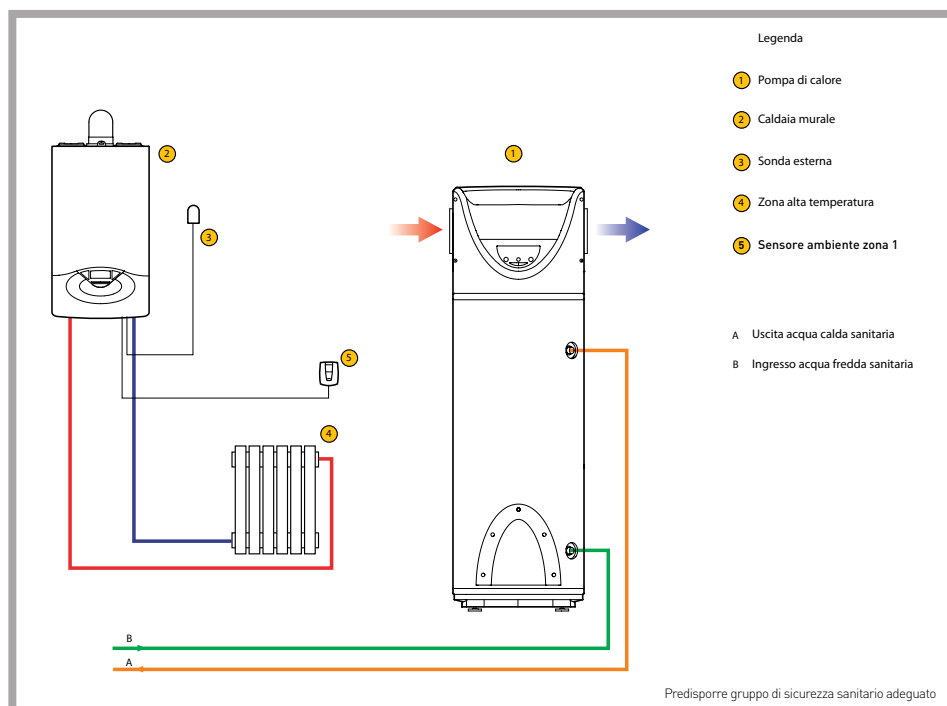 Legenda
1 Pompa di calore
2 Caldaia murale
3 Sonda esterna
4 Zona alta temperatura
5 Sensore ambiente zona 1
A Uscita acqua calda sanitaria
B Ingresso acqua fredda sanitaria
2
1
3
5
4
B
A
Predisporre gruppo di sicurezza sanitario adeguato